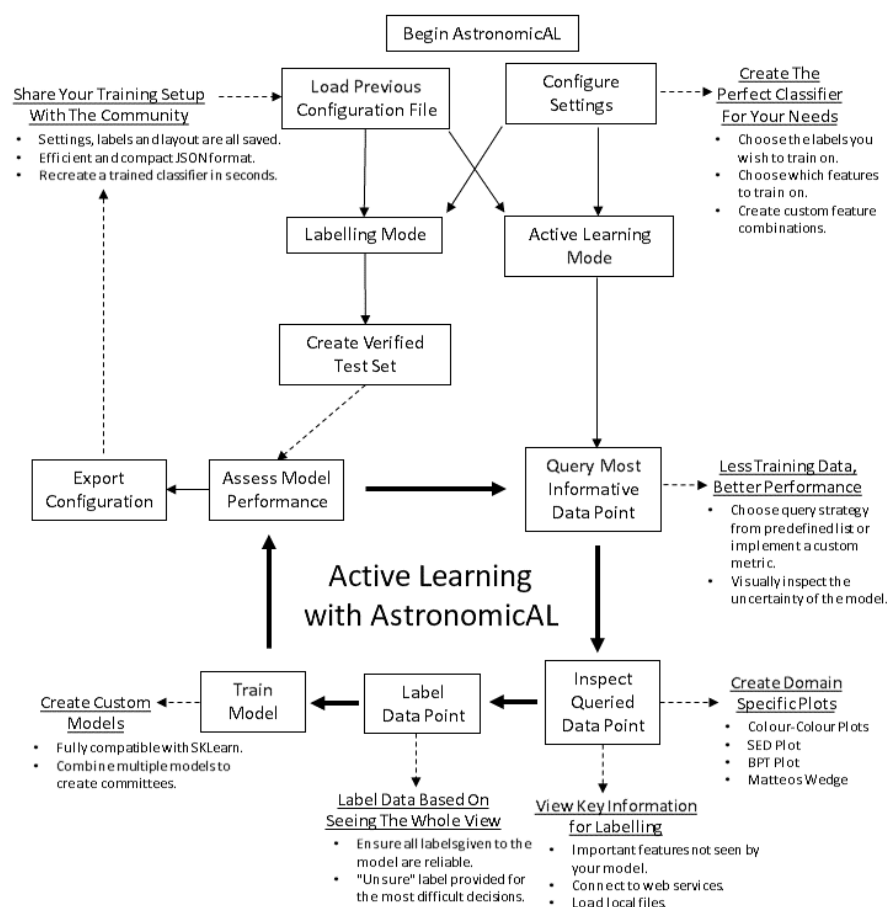 Begin AstronomicAL
Share Your Training Setup
With The Community
• Settings, labels and layout are all saved.
• Efficient and compact JSON format.
• Recreate a trained classifier in seconds.
Load Previous
Configuration File
Configure
Settings
Create The
Perfect Classifier
For Your Needs
• Choose the labels you
wish to train on.
• Choose which features
to train on.
• Create custom feature
combinations.
Labelling Mode
Active Learning
Mode
Create Verified
Test Set
Export
Configuration
Assess Model
Performance
Query Most
Informative
Data Point
Less Training Data,
Better Performance
• Choose query strategy
from predefined list or
implement a custom
metric.
• Visually inspect the
uncertainty of the model.
Active Learning
with AstronomicAL
Create Custom
Models
• Fully compatible with SKLearn.
• Combine multiple models to
create committees.
Train
Model
Label
Data Point
Inspect
Queried
Data Point
Create Domain
Specific Plots
• Colour-Colour Plots
• SED Plot
• BPT Plot
• Matteos Wedge
Label Data Based On
Seeing The Whole View
• Ensure all labels given to the
model are reliable.
• "Unsure" label provided for
the most difficult decisions.
View Key Information
for Labelling
• Important features not seen by
your model.
• Connect to web services.
• Load local files.